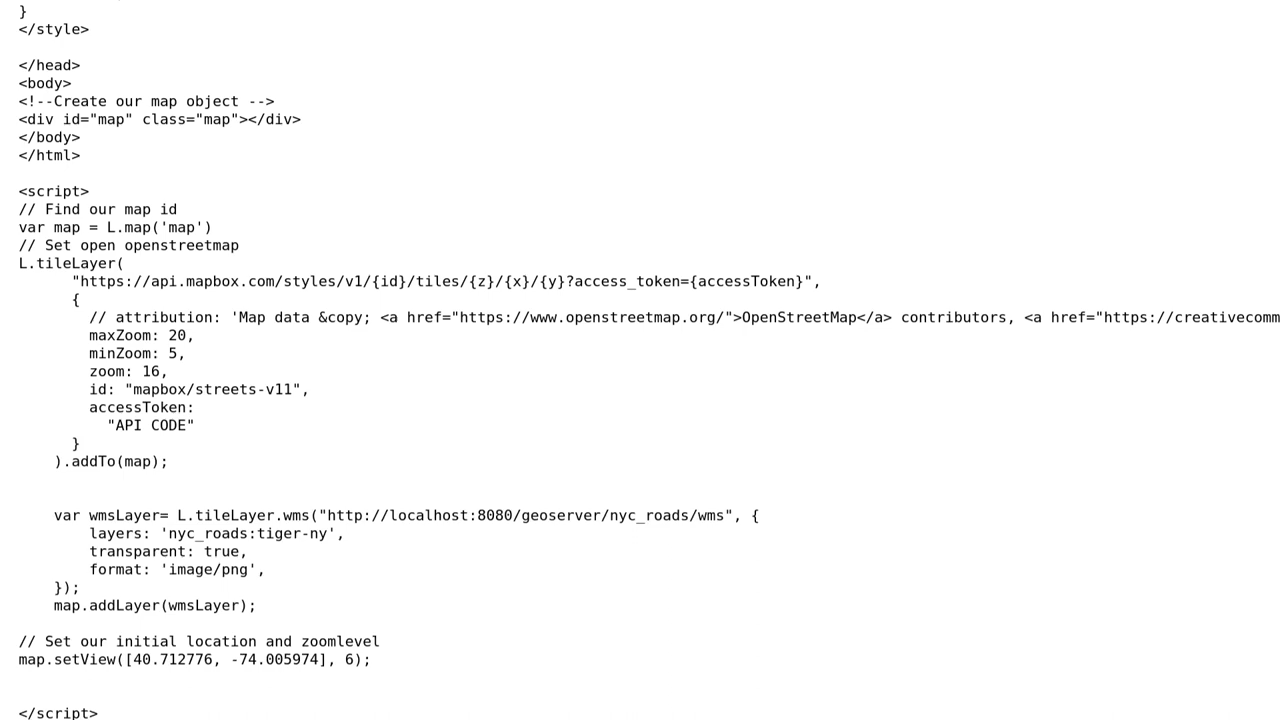 }
</style>

</head>
<body>
<!--Create our map object -->
<div id="map" class="map"></div>
</body>
</html>

<script>
// Find our map id
var map = L.map('map')
// Set open openstreetmap
L.tileLayer(
      "https://api.mapbox.com/styles/v1/{id}/tiles/{z}/{x}/{y}?access_token={accessToken}",
      {
        // attribution: 'Map data &copy; <a href="https://www.openstreetmap.org/">OpenStreetMap</a> contributors, <a href="https://creativecomm
        maxZoom: 20,
        minZoom: 5,
        zoom: 16,
        id: "mapbox/streets-v11",
        accessToken:
          "API CODE"
      }
    ).addTo(map);


    var wmsLayer= L.tileLayer.wms("http://localhost:8080/geoserver/nyc_roads/wms", {
        layers: 'nyc_roads:tiger-ny',
        transparent: true,
        format: 'image/png',
    });
    map.addLayer(wmsLayer);

// Set our initial location and zoomlevel
map.setView([40.712776, -74.005974], 6);


</script>